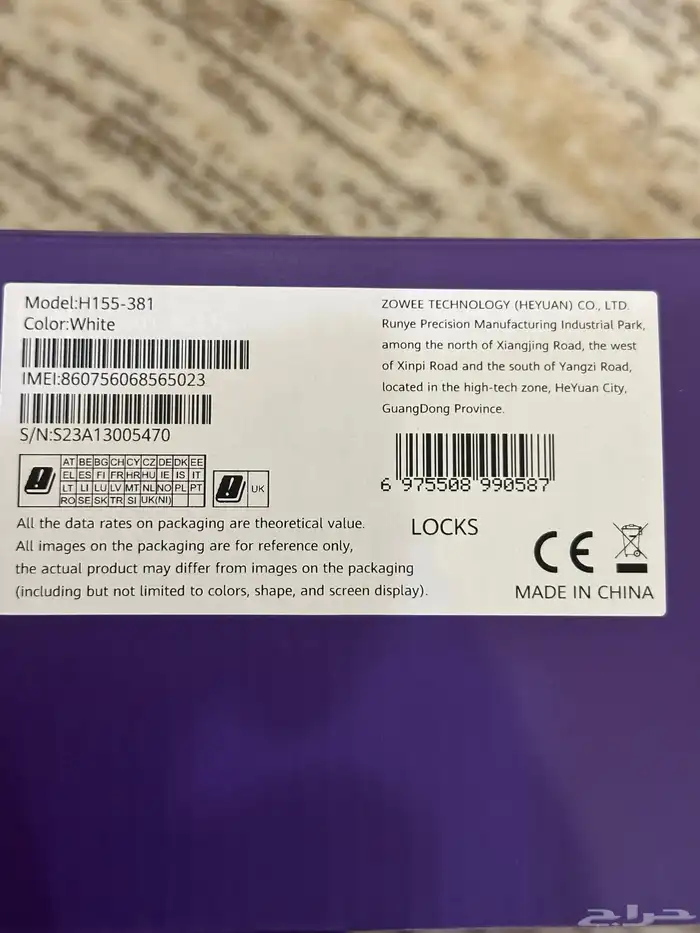 Model:H155-381
Color:White
IMEI:860756068565023
S/N:S23A13005470
AT BE BG CH CY CZ DE DK EE
EL ES FI FR HR HU IE IS IT
LT LI LU LV MT NL NO PL PT
RO SE SK TR SI UK(NI)
UK
All the data rates on packaging are theoretical value.
All images on the packaging are for reference only,
the actual product may differ from images on the packaging
(including but not limited to colors, shape, and screen display).
ZOWEE TECHNOLOGY (HEYUAN) CO., LTD.
Runye Precision Manufacturing Industrial Park,
among the north of Xiangjing Road, the west
of Xinpi Road and the south of Yangzi Road,
located in the high-tech zone, HeYuan City,
GuangDong Province.
6 975508 990587
LOCKS
CE
MADE IN CHINA
حراج